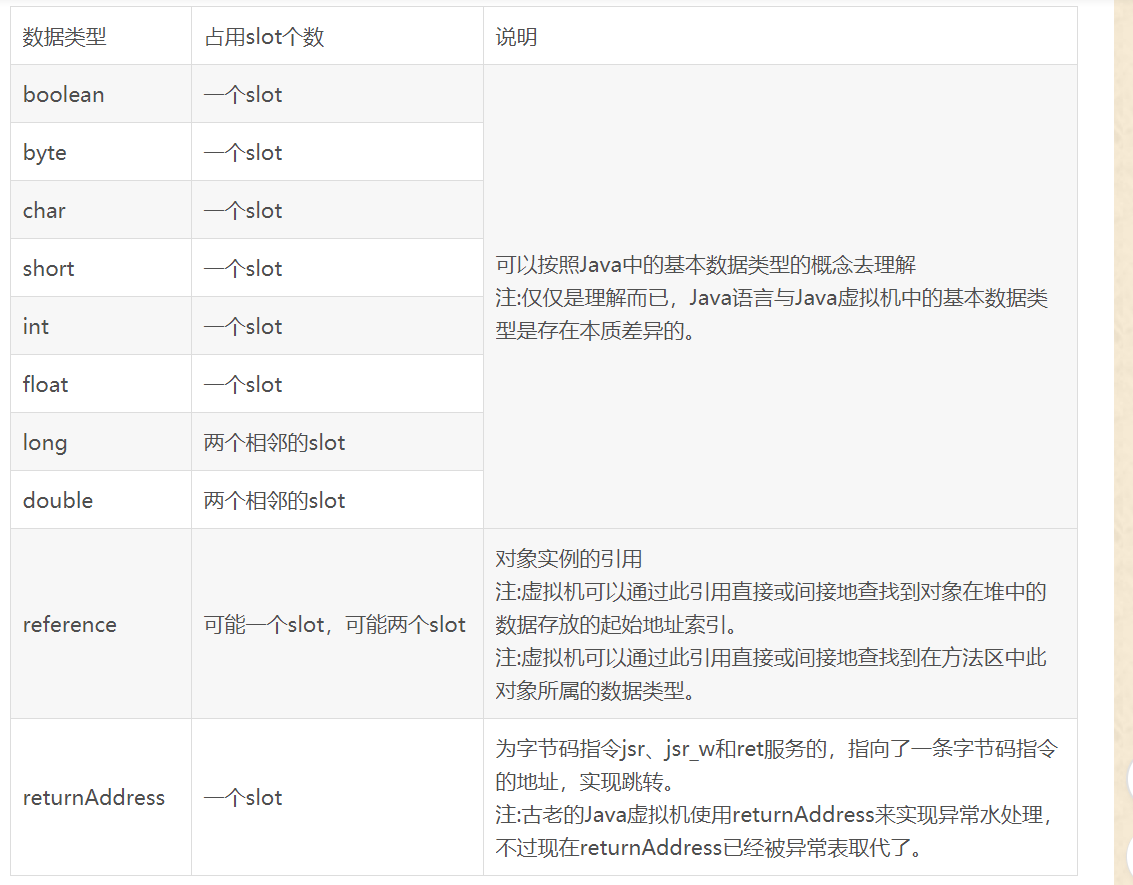 数据类型 占用slot个数 说明
boolean 一个slot
byte 一个slot
char 一个slot
short 一个slot
int 一个slot
float 一个slot
long 两个相邻的slot
double 两个相邻的slot
可以按照Java中的基本数据类型的概念去理解
注:仅仅是理解而已，Java语言与Java虚拟机中的基本数据类
型是存在本质差异的。
reference 可能一个slot，可能两个slot
对象实例的引用
注:虚拟机可以通过此引用直接或间接地查找到对象在堆中的
数据存放的起始地址索引。
注:虚拟机可以通过此引用直接或间接地查找到在方法区中此
对象所属的数据类型。
returnAddress 一个slot
为字节码指令jsr、jsr_w和ret服务的，指向了一条字节码指令
的地址，实现跳转。
注:古老的Java虚拟机使用returnAddress来实现异常水处理，
不过现在returnAddress已经被异常表取代了。